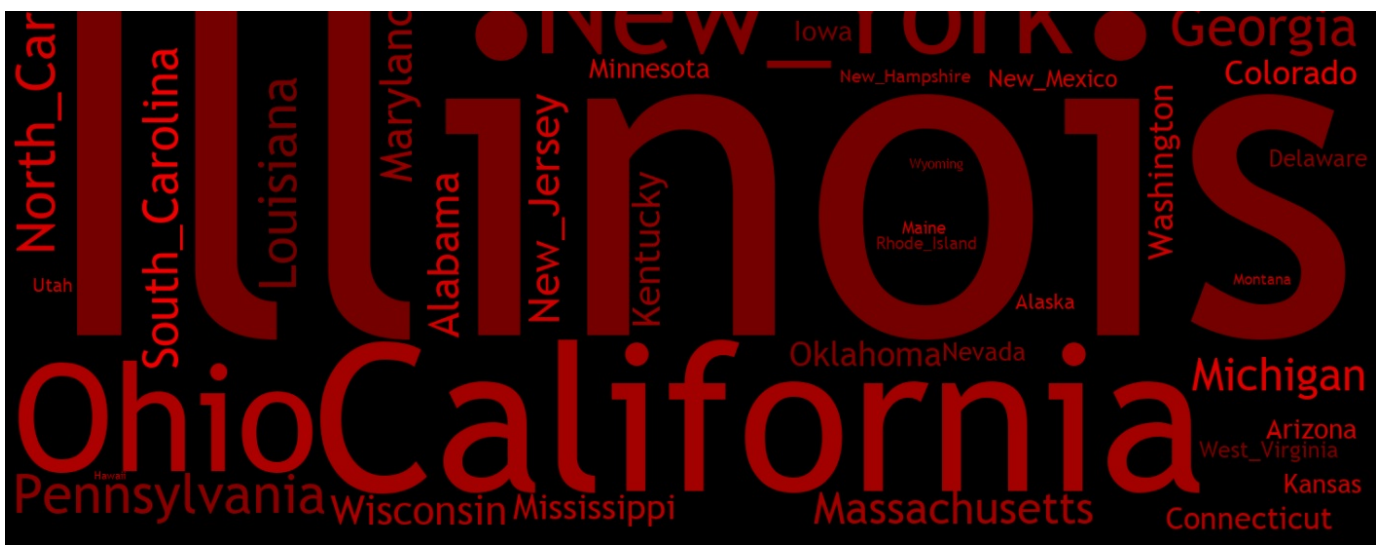 North_Car
New_York
Iowa
Georgia
Minnesota
New_Hampshire
New_Mexico
Colorado
South_Carolina
Louisiana
Maryland
Illinois
Alabama
New_Jersey
Kentucky
Wyoming
Maine
Rhode_Island
Washington
Delaware
Utah
Alaska
Montana
Ohio
California
Oklahoma
Nevada
Michigan
Arizona
West_Virginia
Hawaii
Pennsylvania
Wisconsin
Mississippi
Massachusetts
Kansas
Connecticut